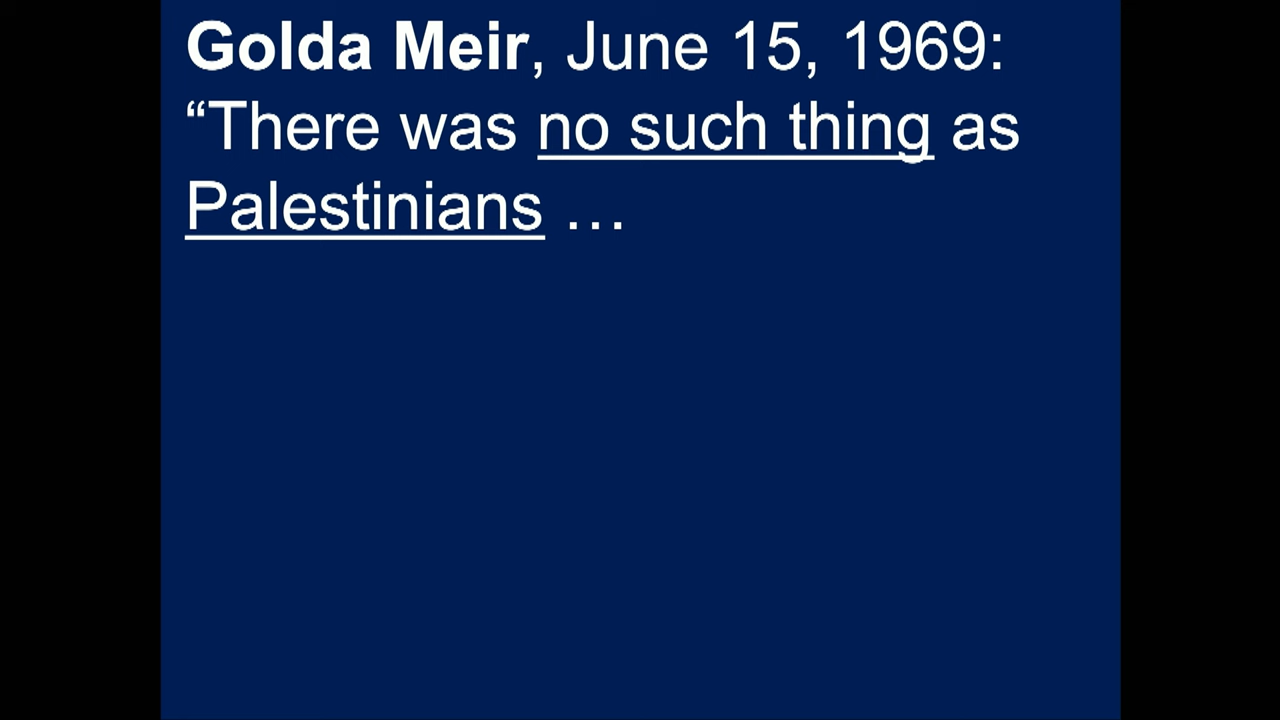 Golda Meir, June 15, 1969:
“There was no such thing as
Palestinians …